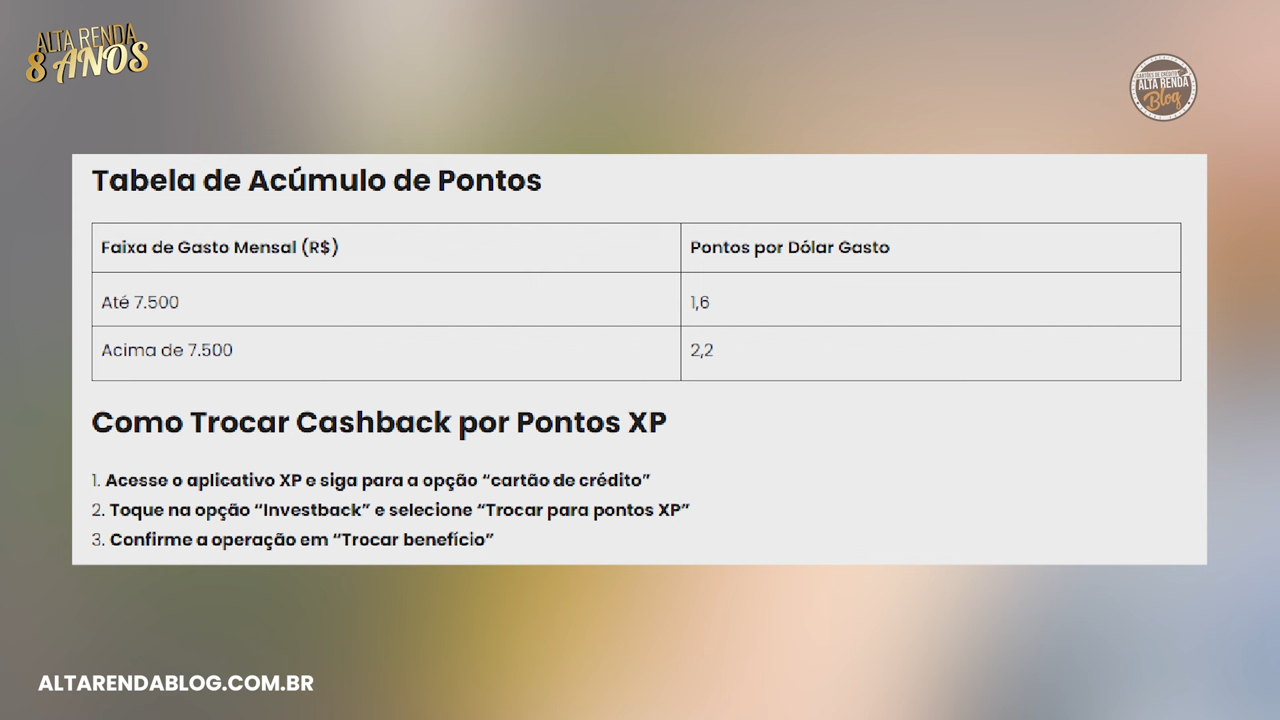 ALTA RENDA
8 ANOS
CARTÕES DE CRÉDITO
ALTA RENDA
Blog
Tabela de Acúmulo de Pontos
Faixa de Gasto Mensal (R$) Pontos por Dólar Gasto
Até 7.500 1,6
Acima de 7.500 2,2
Como Trocar Cashback por Pontos XP
1. Acesse o aplicativo XP e siga para a opção “cartão de crédito”
2. Toque na opção “Investback” e selecione “Trocar para pontos XP”
3. Confirme a operação em “Trocar benefício”
ALTARENDABLOG.COM.BR